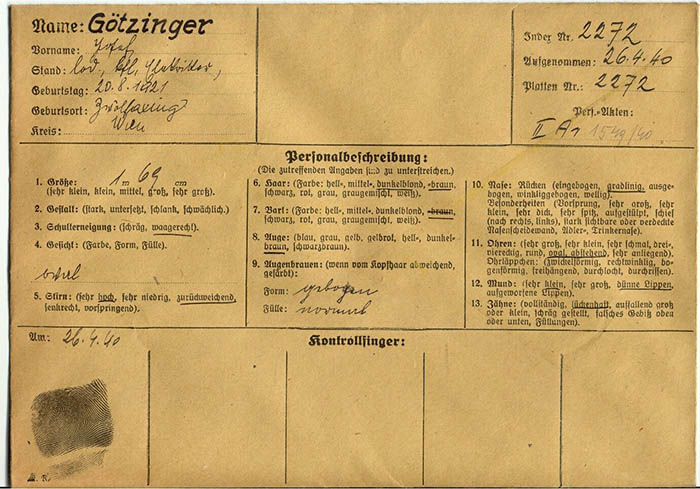 Name: Götzinger
Vorname: Josef
Stand: led.,
Geburtstag: 20.8.1921
Geburtsort: Zwölfaxing
Kreis: Wien
Index Nr. 2272
Aufgenommen: 26.4.40
Platten Nr.: 2272
Pers.-Akten:
II A 1549/40
Personalbeschreibung:
(Die zutreffenden Angaben sind zu unterstreichen.)
1. Größe: 1 m 69 cm
(sehr klein, klein, mittel, groß, sehr groß).
2. Gestalt: (stark, untersetzt, schlank, schwächlich.)
3. Schulterneigung: (schräg, waagerecht).
4. Gesicht: (Farbe, Form, Fülle).
oval
5. Stirn: (sehr hoch, sehr niedrig, zurückweichend,
senkrecht, vorspringend).
6. Haar: (Farbe: hell-, mittel-, dunkelblond, -braun,
schwarz, rot, grau, graugemischt, weiß).
7. Bart: (Farbe: hell-, mittel-, dunkelblond, -braun,
schwarz, rot, grau, graugemischt, weiß).
8. Auge: (blau, grau, gelb, gelbrot, hell-, dunkel-
braun, schwarzbraun).
9. Augenbrauen: (wenn vom Kopfhaar abweichend,
gefärbt):
Form: gebogen
Fülle: normal
10. Nase: Rücken (eingebogen, gradlinig, ausge-
bogen, winkliggebogen, wellig).
Besonderheiten (Vorsprung, sehr groß, sehr
klein, sehr dick, sehr spitz, aufgestülpt, schief
(nach rechts, links), stark sichtbare oder verdeckte
Nasenscheidewand, Adler-, Trinkernase).
11. Ohren: (sehr groß, sehr klein, sehr schmal, drei-,
viereckig, rund, oval, abstehend, sehr anliegend).
Ohrläppchen: (zwickelförmig, rechtwinklig, bo-
genförmig, freihängend, durchlocht, durchrissen).
12. Mund: (sehr klein, sehr groß, dünne Lippen,
aufgeworfene Lippen).
13. Zähne: (vollständig, lückenhaft, auffallend groß
oder klein, schräg gestellt, falsches Gebiß oben
oder unten, Füllungen).
Am: 26.4.40
Kontrollfinger: